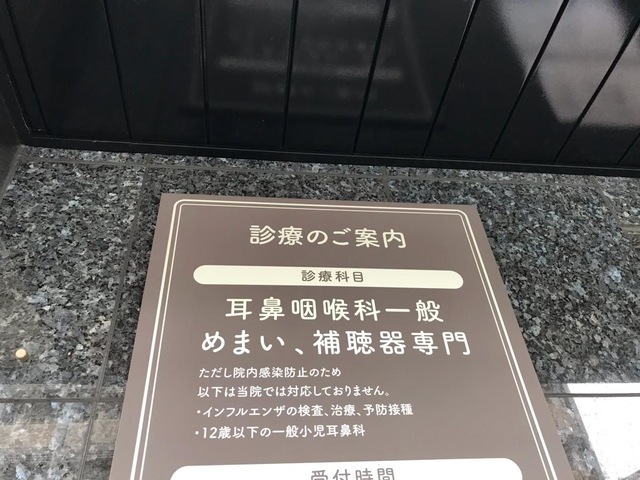 診療のご案内
診療科目
耳鼻咽喉科一般
めまい、補聴器専門
ただし院内感染防止のため
以下は当院では対応しておりません。
・インフルエンザの検査、治療、予防接種
・12歳以下の一般小児耳鼻科
受付時間